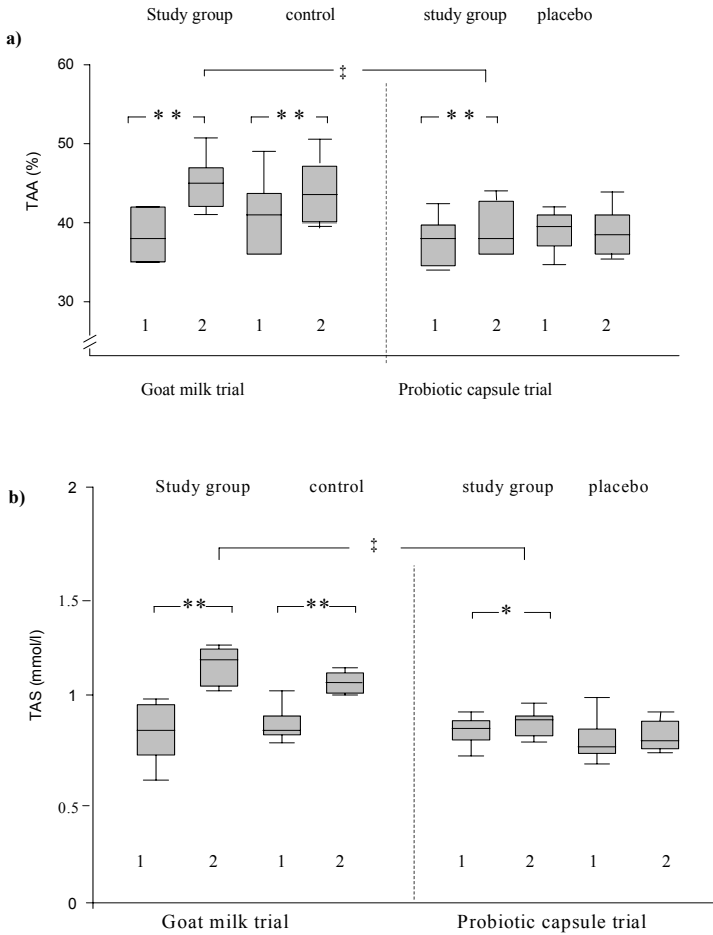 Study group control study group placebo
a)
60
‡
** ** **
50
TAA (%)
40
30
1 2 1 2 1 2 1 2
Goat milk trial Probiotic capsule trial
2
b)
Study group control study group placebo
‡
1.5
** ** *
TAS (mmol/l)
1
0.5
1 2 1 2 1 2 1 2
0
Goat milk trial Probiotic capsule trial